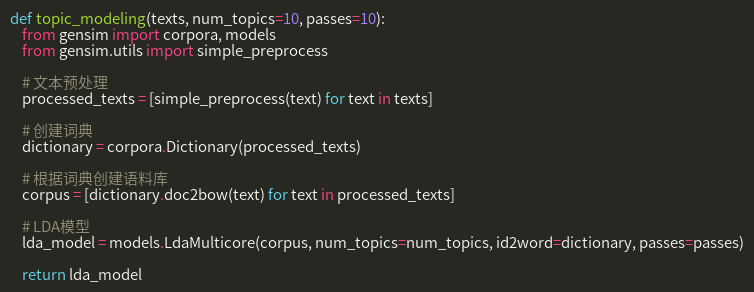 def topic_modeling(texts, num_topics=10, passes=10):
from gensim import corpora, models
from gensim.utils import simple_preprocess
# 文本预处理
processed_texts = [simple_preprocess(text) for text in texts]
# 创建词典
dictionary = corpora.Dictionary(processed_texts)
# 根据词典创建语料库
corpus = [dictionary.doc2bow(text) for text in processed_texts]
# LDA模型
lda_model = models.LdaMulticore(corpus, num_topics=num_topics, id2word=dictionary, passes=passes)
return lda_model